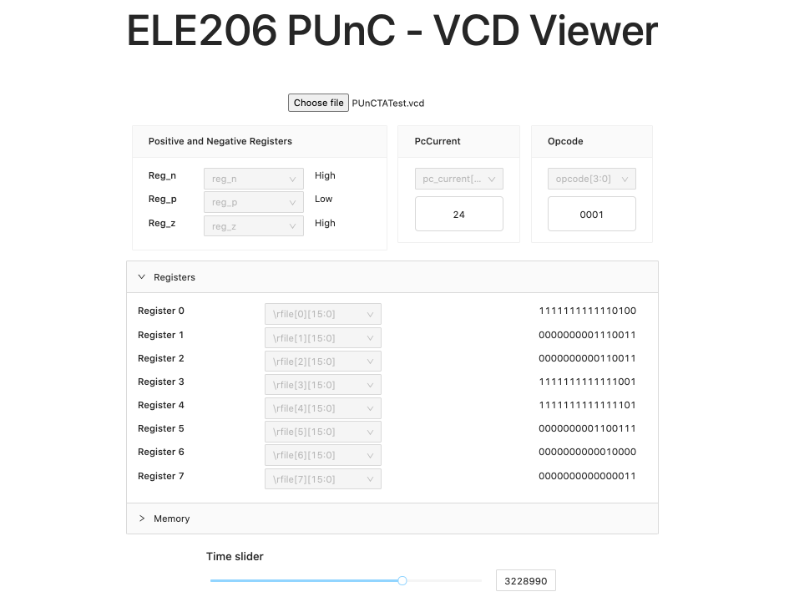 ELE206 PUnC - VCD Viewer
Choose file PUnCTATest.vcd
Positive and Negative Registers
Reg_n reg_n High
Reg_p reg_p Low
Reg_z reg_z High
PcCurrent
pc_current[...
24
Opcode
opcode[3:0]
0001
Registers
Register 0 \rfile[0][15:0] 1111111111110100
Register 1 \rfile[1][15:0] 0000000001110011
Register 2 \rfile[2][15:0] 0000000000110011
Register 3 \rfile[3][15:0] 1111111111111001
Register 4 \rfile[4][15:0] 1111111111111101
Register 5 \rfile[5][15:0] 0000000001100111
Register 6 \rfile[6][15:0] 0000000000010000
Register 7 \rfile[7][15:0] 0000000000000011
Memory
Time slider
3228990